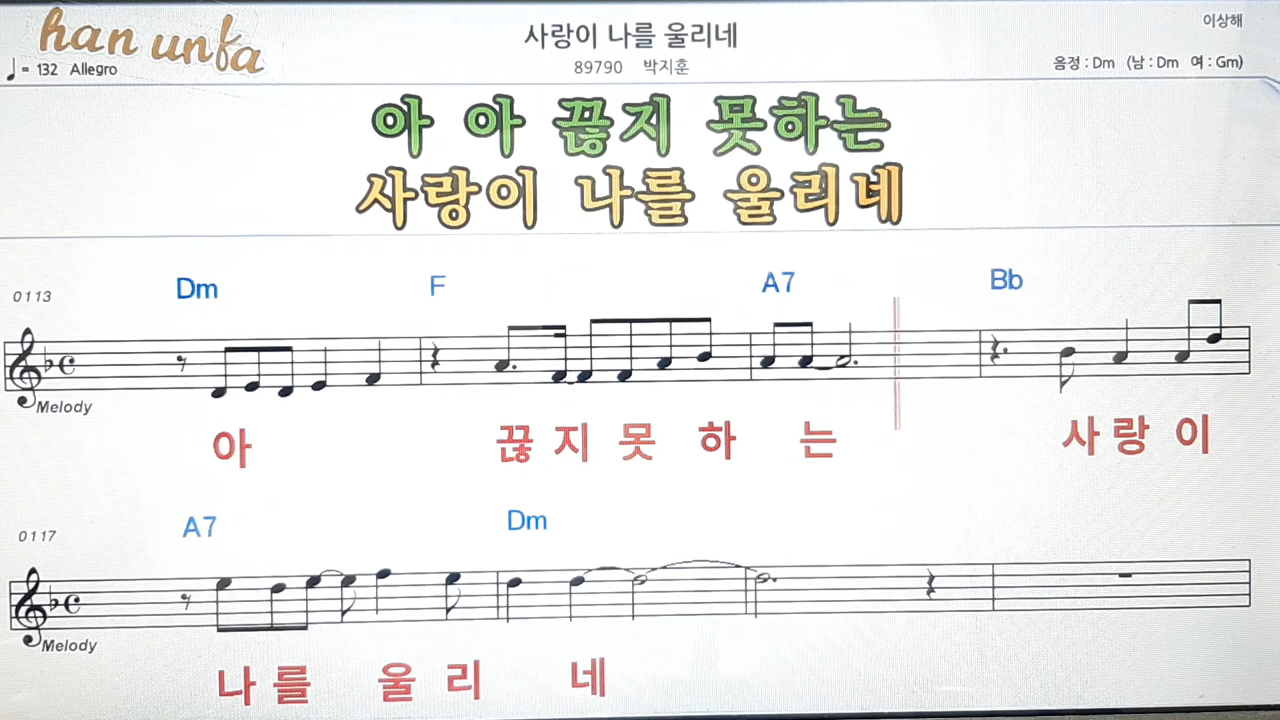 han unfa
사랑이 나를 울리네
이상해
♩= 132 Allegro
89790 박지훈
음정 : Dm (남 : Dm 여 : Gm)
아 아 끊지 못하는
사랑이 나를 울리네
Dm F A7 Bb
0113
Melody
아 끊 지 못 하 는 사 랑 이
A7 Dm
0117
Melody
나 를 울 리 네